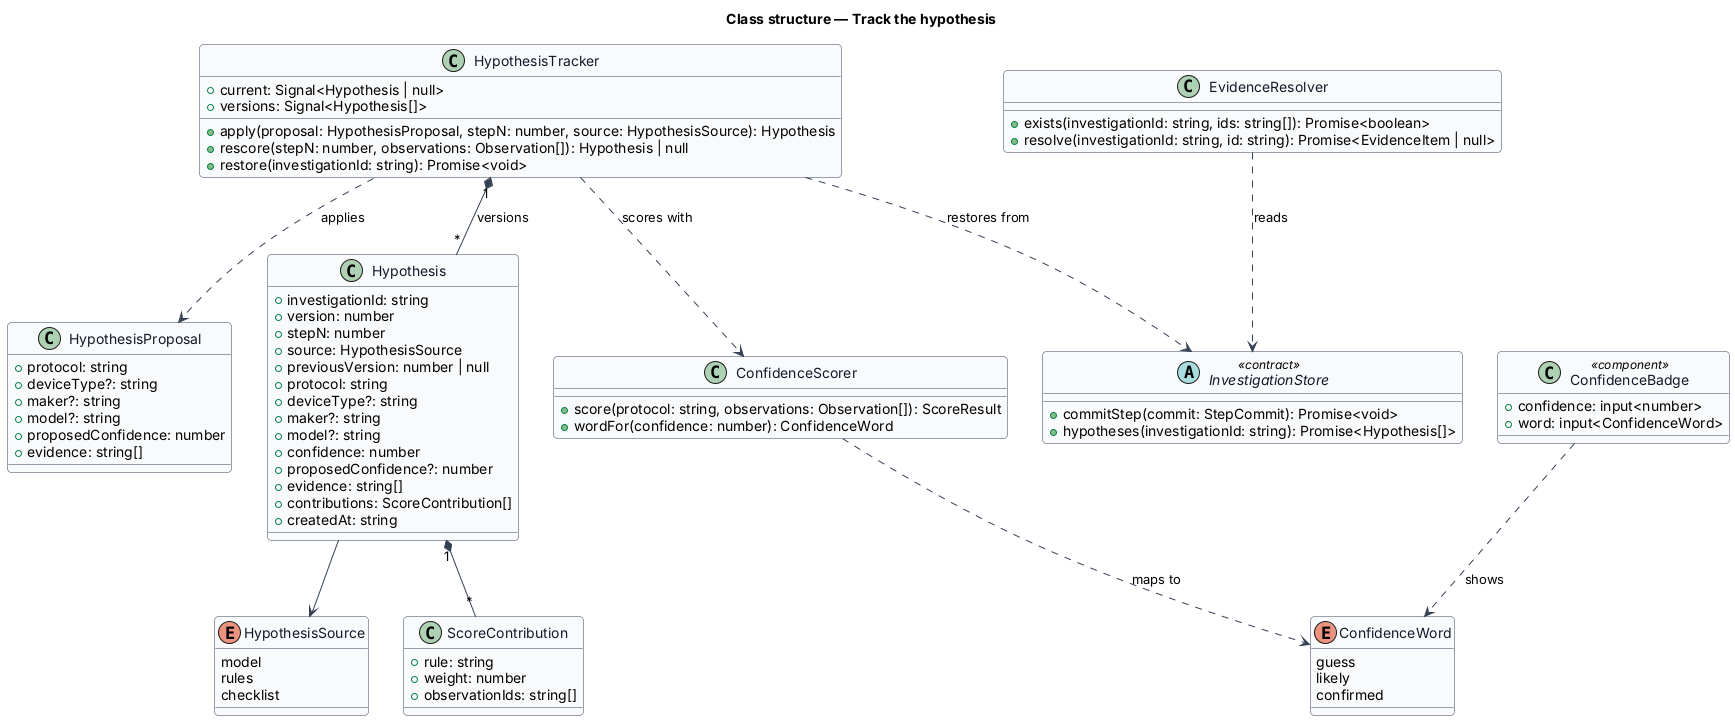 Class structure — Track the hypothesis
C HypothesisTracker
current: Signal<Hypothesis | null>
versions: Signal<Hypothesis[]>
apply(proposal: HypothesisProposal, stepN: number, source: HypothesisSource): Hypothesis
rescore(stepN: number, observations: Observation[]): Hypothesis | null
restore(investigationId: string): Promise<void>
C EvidenceResolver
exists(investigationId: string, ids: string[]): Promise<boolean>
resolve(investigationId: string, id: string): Promise<EvidenceItem | null>
1
applies
versions
scores with
restores from
reads
*
C HypothesisProposal
protocol: string
deviceType?: string
maker?: string
model?: string
proposedConfidence: number
evidence: string[]
C Hypothesis
investigationId: string
version: number
stepN: number
source: HypothesisSource
previousVersion: number | null
protocol: string
deviceType?: string
maker?: string
model?: string
confidence: number
proposedConfidence?: number
evidence: string[]
contributions: ScoreContribution[]
createdAt: string
C ConfidenceScorer
score(protocol: string, observations: Observation[]): ScoreResult
wordFor(confidence: number): ConfidenceWord
A «contract»
InvestigationStore
commitStep(commit: StepCommit): Promise<void>
hypotheses(investigationId: string): Promise<Hypothesis[]>
C «component»
ConfidenceBadge
confidence: input<number>
word: input<ConfidenceWord>
1
*
maps to
shows
E HypothesisSource
model
rules
checklist
C ScoreContribution
rule: string
weight: number
observationIds: string[]
E ConfidenceWord
guess
likely
confirmed